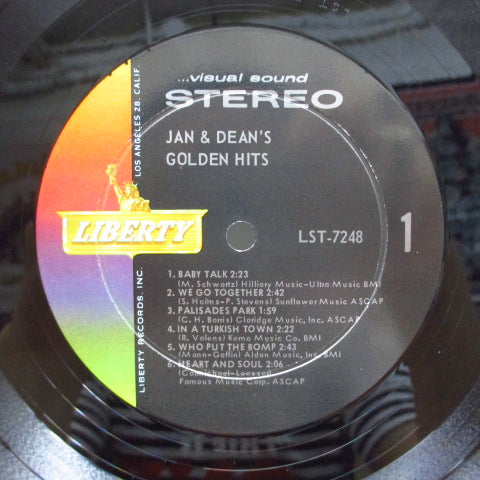 ...visual sound
STEREO
JAN & DEAN'S
GOLDEN HITS
LIBERTY
LST-7248
1
1. BABY TALK 2:23
(M. Schwartz) Hilliary Music-Ultra Music BMI
2. WE GO TOGETHER 2:42
(S. Haims-P. Stevens) Sunflower Music ASCAP
3. PALISADES PARK 1:59
(C. H. Barris) Claridge Music, Inc. ASCAP
4. IN A TURKISH TOWN 2:22
(R. Valens) Kemo Music Co. BMI
5. WHO PUT THE BOMP 2:43
(Mann-Goffin) Aldon Music, Inc. BMI
6. HEART AND SOUL 2:06
(Carmichael-Loesser)
Famous Music Corp. ASCAP
LIBERTY RECORDS, INC.
LOS ANGELES 28, CALIF.